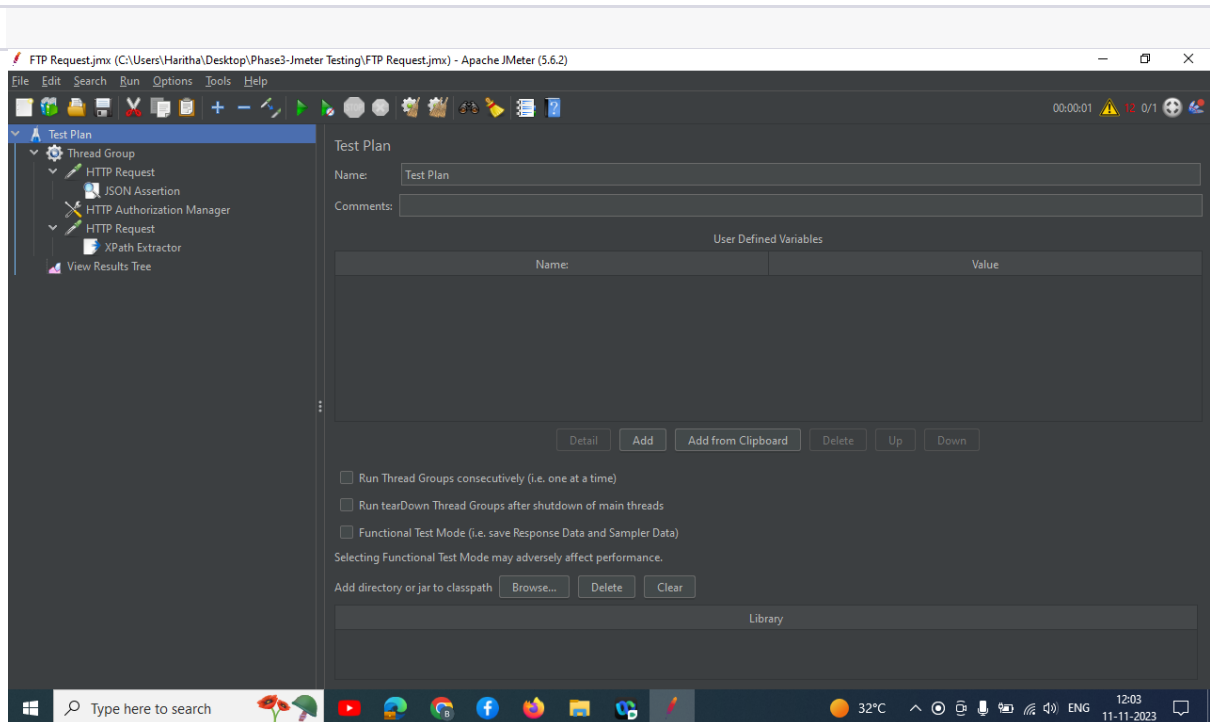 FTP Request.jmx (C:\Users\Haritha\Desktop\Phase3-Jmeter Testing\FTP Request.jmx) - Apache JMeter (5.6.2)
File Edit Search Run Options Tools Help
00:00:01 12 0/1
Test Plan
Thread Group
HTTP Request
JSON Assertion
HTTP Authorization Manager
HTTP Request
XPath Extractor
View Results Tree
Test Plan
Name: Test Plan
Comments:
User Defined Variables
Name: Value
Detail Add Add from Clipboard Delete Up Down
Run Thread Groups consecutively (i.e. one at a time)
Run tearDown Thread Groups after shutdown of main threads
Functional Test Mode (i.e. save Response Data and Sampler Data)
Selecting Functional Test Mode may adversely affect performance.
Add directory or jar to classpath Browse... Delete Clear
Library
Type here to search 32°C ENG 12:03
11-11-2023